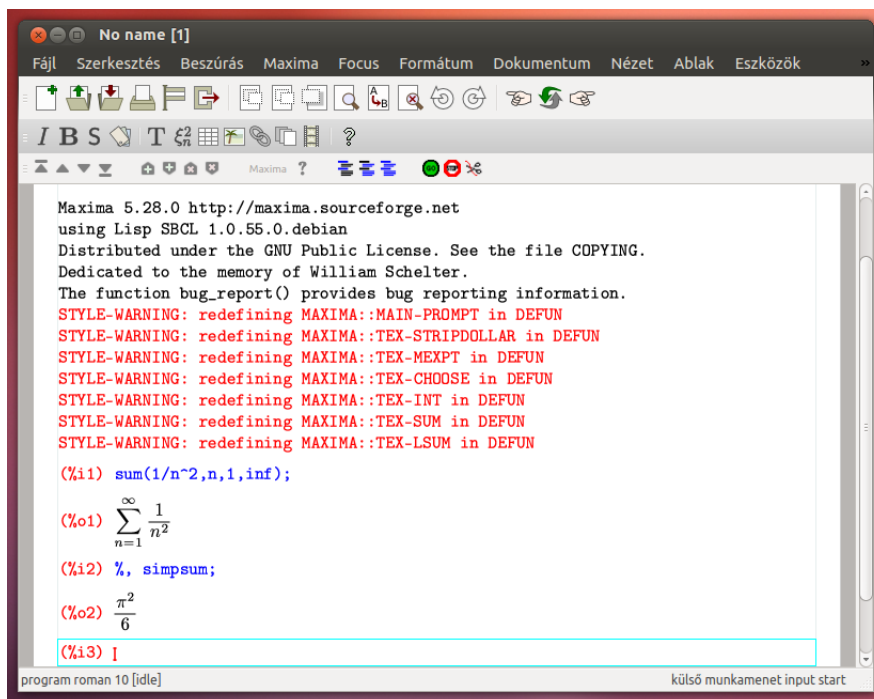 No name [1]
Fájl Szerkesztés Beszúrás Maxima Focus Formátum Dokumentum Nézet Ablak Eszközök »
I B S T ξ²ₙ ?
Maxima ?
Maxima 5.28.0 http://maxima.sourceforge.net
using Lisp SBCL 1.0.55.0.debian
Distributed under the GNU Public License. See the file COPYING.
Dedicated to the memory of William Schelter.
The function bug_report() provides bug reporting information.
STYLE-WARNING: redefining MAXIMA::MAIN-PROMPT in DEFUN
STYLE-WARNING: redefining MAXIMA::TEX-STRIPDOLLAR in DEFUN
STYLE-WARNING: redefining MAXIMA::TEX-MEXPT in DEFUN
STYLE-WARNING: redefining MAXIMA::TEX-CHOOSE in DEFUN
STYLE-WARNING: redefining MAXIMA::TEX-INT in DEFUN
STYLE-WARNING: redefining MAXIMA::TEX-SUM in DEFUN
STYLE-WARNING: redefining MAXIMA::TEX-LSUM in DEFUN
(%i1) sum(1/n^2,n,1,inf);
(%o1) ∑_{n=1}^{∞} 1/n²
(%i2) %, simpsum;
(%o2) π²/6
(%i3)
program roman 10 [idle] külső munkamenet input start